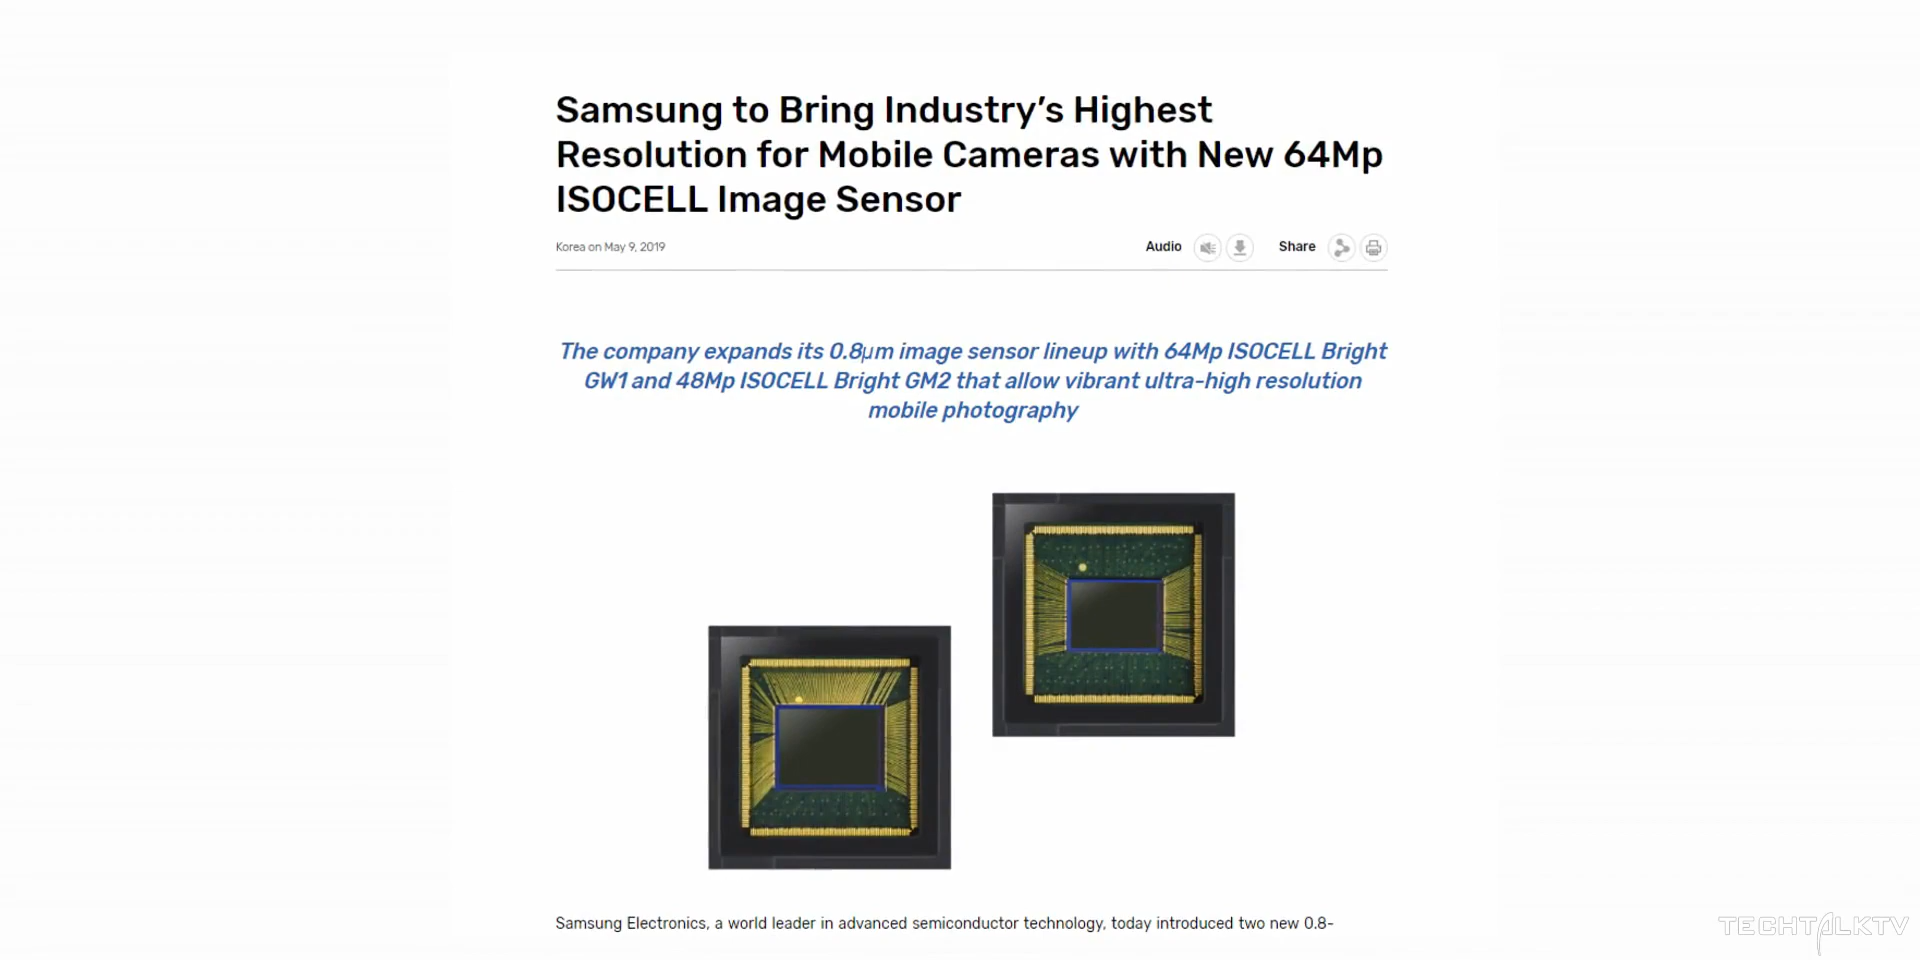 Samsung to Bring Industry’s Highest
Resolution for Mobile Cameras with New 64Mp
ISOCELL Image Sensor
Korea on May 9, 2019
Audio
Share
The company expands its 0.8μm image sensor lineup with 64Mp ISOCELL Bright
GW1 and 48Mp ISOCELL Bright GM2 that allow vibrant ultra-high resolution
mobile photography
Samsung Electronics, a world leader in advanced semiconductor technology, today introduced two new 0.8-
TECHTALKTV